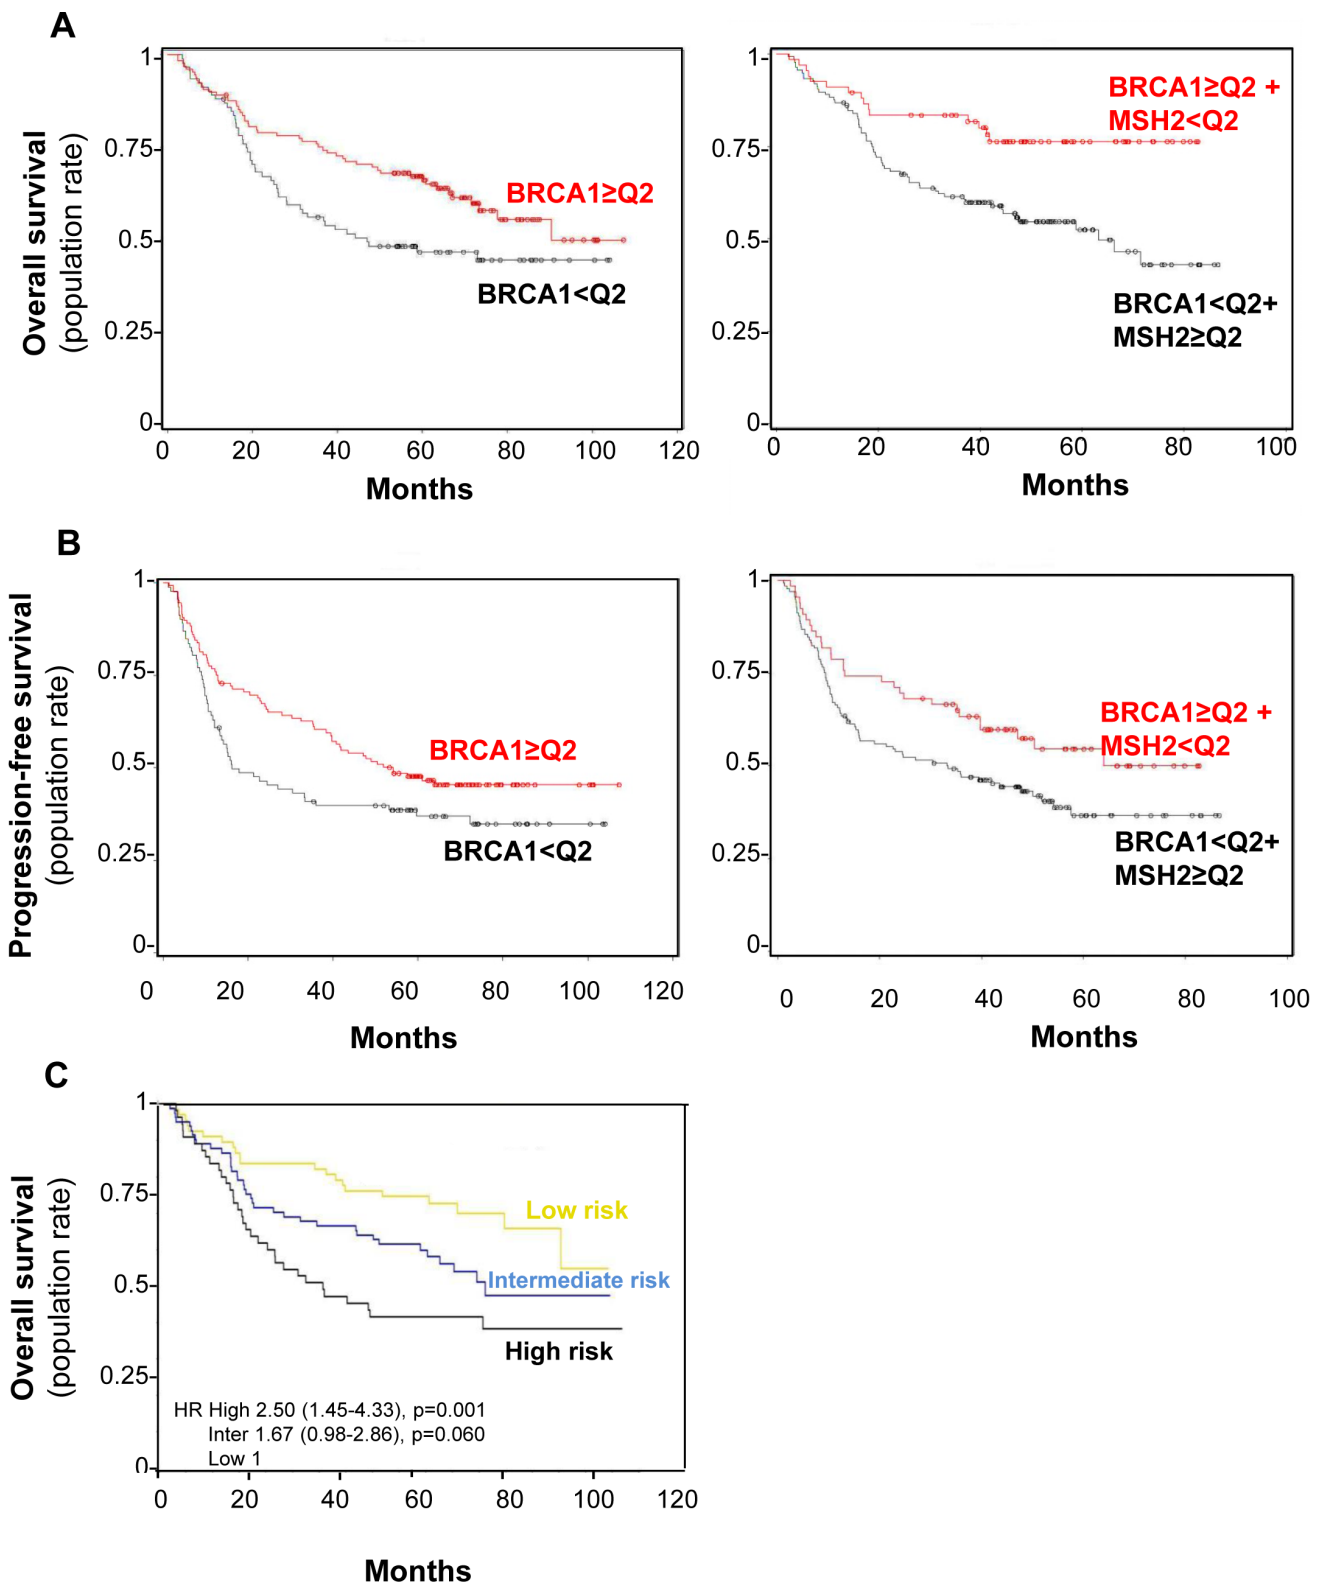 A
Overall survival
(population rate)
1
0.75
0.5
0.25
0
BRCA1≥Q2
BRCA1<Q2
0 20 40 60 80 100 120
Months
1
0.75
0.5
0.25
0
BRCA1≥Q2 +
MSH2<Q2
BRCA1<Q2+
MSH2≥Q2
0 20 40 60 80 100
Months
B
Progression-free survival
(population rate)
1
0.75
0.5
0.25
0
BRCA1≥Q2
BRCA1<Q2
0 20 40 60 80 100 120
Months
1
0.75
0.5
0.25
0
BRCA1≥Q2 +
MSH2<Q2
BRCA1<Q2+
MSH2≥Q2
0 20 40 60 80 100
Months
C
Overall survival
(population rate)
1
0.75
0.5
0.25
0
Low risk
Intermediate risk
High risk
HR High 2.50 (1.45-4.33), p=0.001
Inter 1.67 (0.98-2.86), p=0.060
Low 1
0 20 40 60 80 100 120
Months